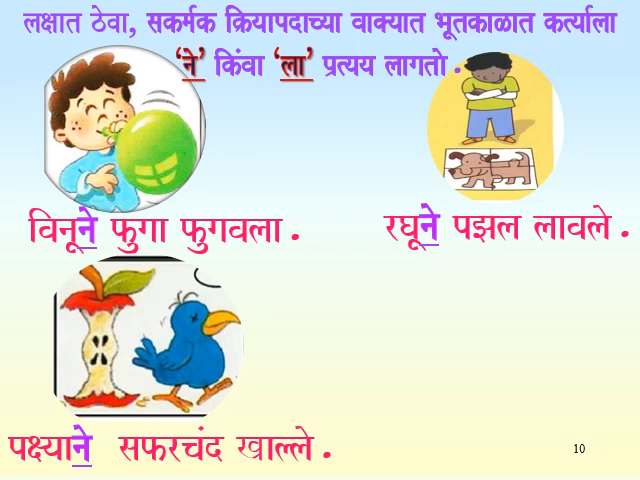 लक्षात ठेवा, सकर्मक क्रियापदाच्या वाक्यात भूतकाळात कर्त्याला
‘ने’ किंवा ‘ला’ प्रत्यय लागतो.
विनूने फुगा फुगवला.
रघूने पझल लावले.
पक्ष्याने सफरचंद खाल्ले.
10